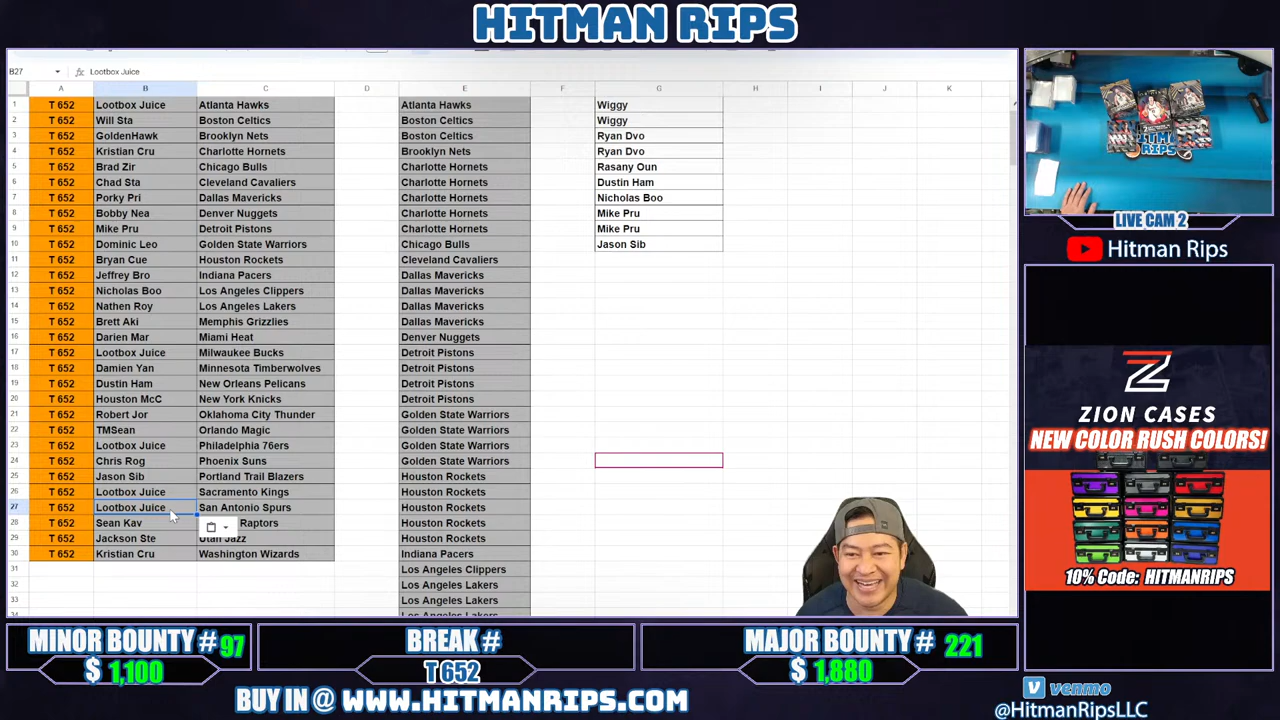 HITMAN RIPS
B27 fx Lootbox Juice
A B C D E F G H I J K
1 T 652 Lootbox Juice Atlanta Hawks Atlanta Hawks Wiggy
2 T 652 Will Sta Boston Celtics Boston Celtics Wiggy
3 T 652 GoldenHawk Brooklyn Nets Boston Celtics Ryan Dvo
4 T 652 Kristian Cru Charlotte Hornets Brooklyn Nets Ryan Dvo
5 T 652 Brad Zir Chicago Bulls Charlotte Hornets Rasany Oun
6 T 652 Chad Sta Cleveland Cavaliers Charlotte Hornets Dustin Ham
7 T 652 Porky Pri Dallas Mavericks Charlotte Hornets Nicholas Boo
8 T 652 Bobby Nea Denver Nuggets Charlotte Hornets Mike Pru
9 T 652 Mike Pru Detroit Pistons Charlotte Hornets Mike Pru
10 T 652 Dominic Leo Golden State Warriors Chicago Bulls Jason Sib
11 T 652 Bryan Cue Houston Rockets Cleveland Cavaliers
12 T 652 Jeffrey Bro Indiana Pacers Dallas Mavericks
13 T 652 Nicholas Boo Los Angeles Clippers Dallas Mavericks
14 T 652 Nathen Roy Los Angeles Lakers Dallas Mavericks
15 T 652 Brett Aki Memphis Grizzlies Dallas Mavericks
16 T 652 Darien Mar Miami Heat Denver Nuggets
17 T 652 Lootbox Juice Milwaukee Bucks Detroit Pistons
18 T 652 Damien Yan Minnesota Timberwolves Detroit Pistons
19 T 652 Dustin Ham New Orleans Pelicans Detroit Pistons
20 T 652 Houston McC New York Knicks Detroit Pistons
21 T 652 Robert Jor Oklahoma City Thunder Golden State Warriors
22 T 652 TMSean Orlando Magic Golden State Warriors
23 T 652 Lootbox Juice Philadelphia 76ers Golden State Warriors
24 T 652 Chris Rog Phoenix Suns Golden State Warriors
25 T 652 Jason Sib Portland Trail Blazers Houston Rockets
26 T 652 Lootbox Juice Sacramento Kings Houston Rockets
27 T 652 Lootbox Juice San Antonio Spurs Houston Rockets
28 T 652 Sean Kav Raptors Houston Rockets
29 T 652 Jackson Ste Utah Jazz Houston Rockets
30 T 652 Kristian Cru Washington Wizards Indiana Pacers
31 Los Angeles Clippers
32 Los Angeles Lakers
33 Los Angeles Lakers
34 Los Angeles Lakers
HITMAN RIPS
LIVE CAM 2
Hitman Rips
ZION CASES
NEW COLOR RUSH COLORS!
10% Code: HITMANRIPS
MINOR BOUNTY # 97
$ 1,100
BREAK #
T 652
MAJOR BOUNTY # 221
$ 1,880
BUY IN @ WWW.HITMANRIPS.COM
venmo
@HitmanRipsLLC